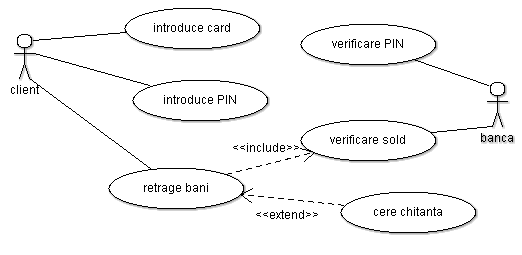 introduce card
verificare PIN
client
introduce PIN
banca
verificare sold
<<include>>
retrage bani
<<extend>>
cere chitanta